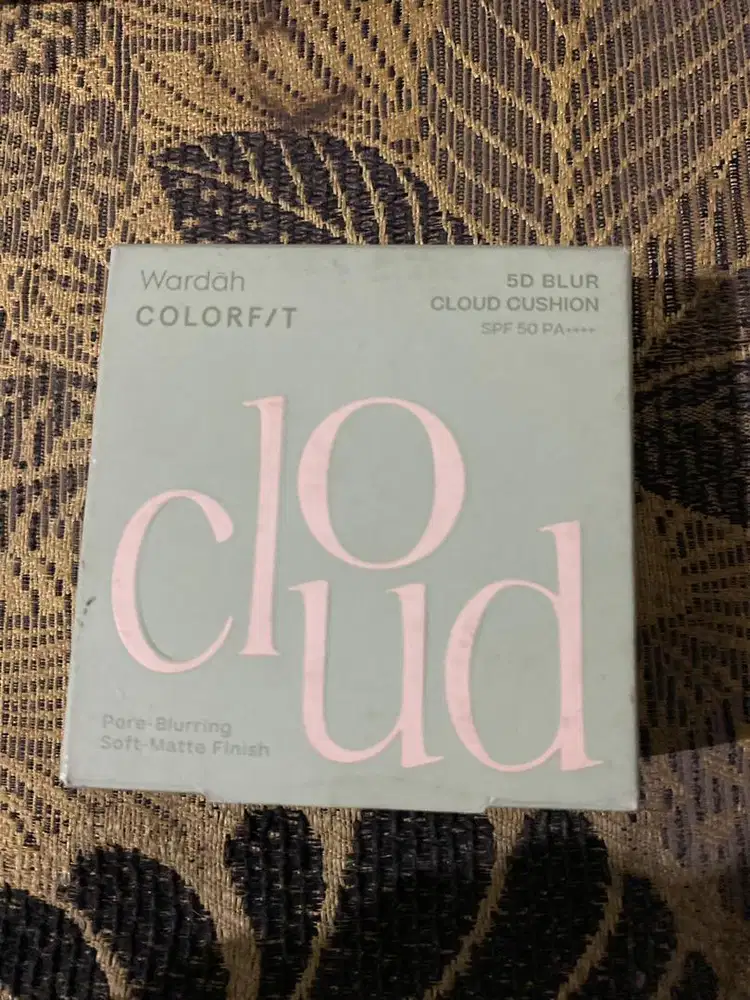 Wardah
COLORF/T
5D BLUR
CLOUD CUSHION
SPF 50 PA++++
cloud
Pore-Blurring
Soft-Matte Finish